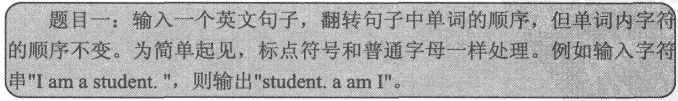 题目一：输入一个英文句子，翻转句子中单词的顺序，但单词内字符
的顺序不变。为简单起见，标点符号和普通字母一样处理。例如输入字符
串"I am a student. "，则输出"student. a am I"。